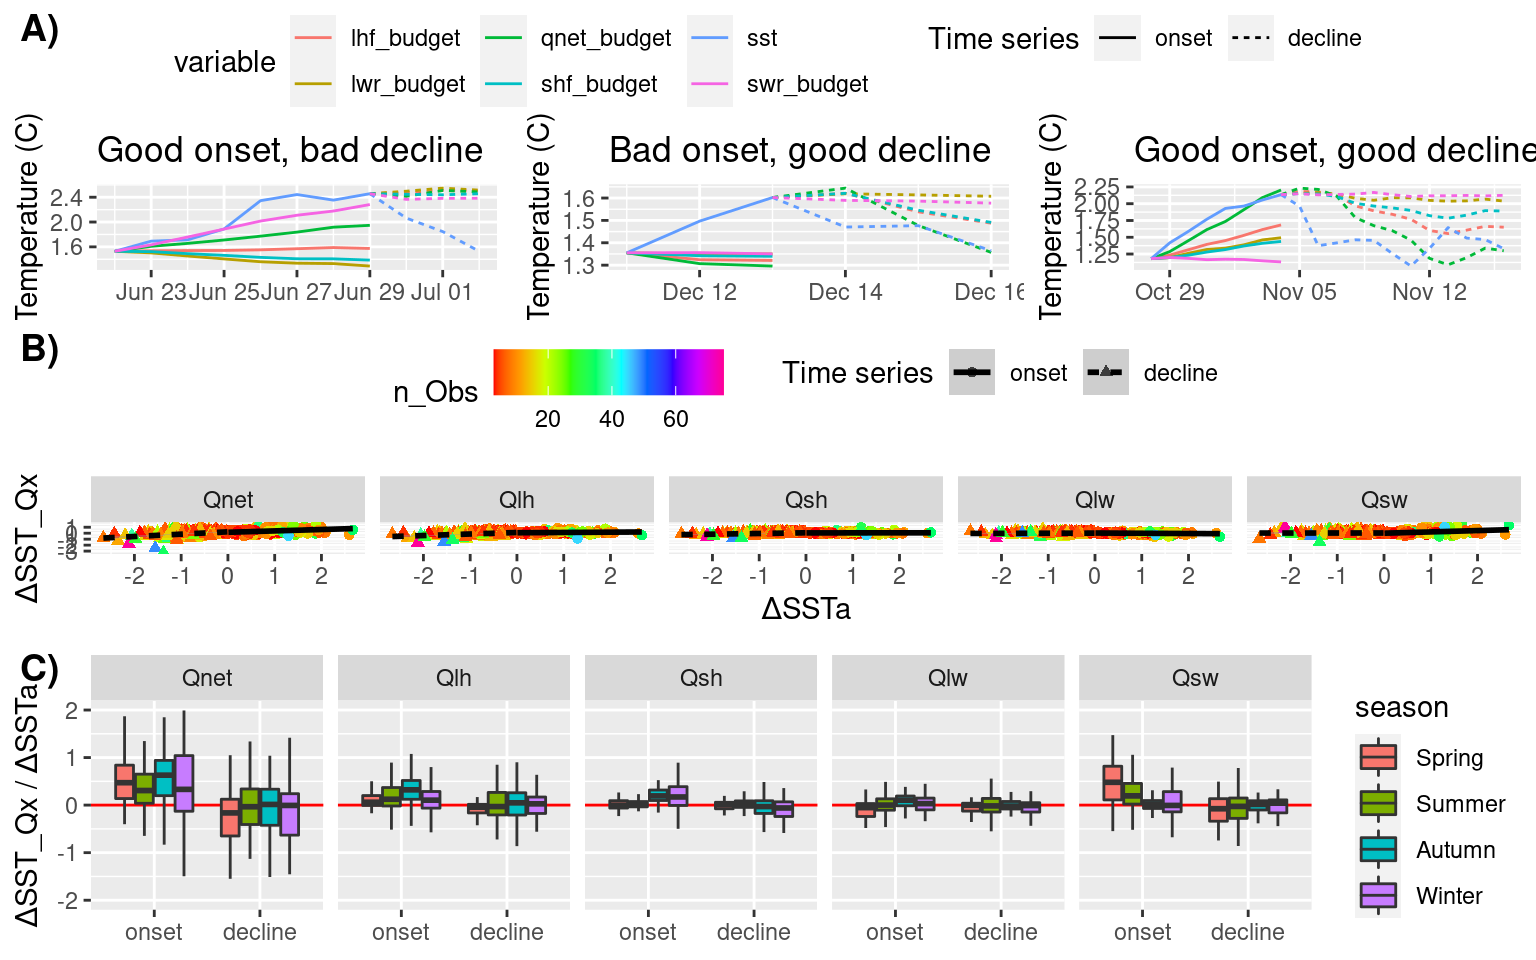 A)
variable
lhf_budget
qnet_budget
sst
lwr_budget
shf_budget
swr_budget
Time series
onset
decline
Good onset, bad decline
Temperature (C)
2.4
2.0
1.6
Jun 23
Jun 25
Jun 27
Jun 29
Jul 01
Bad onset, good decline
Temperature (C)
1.6
1.5
1.4
1.3
Dec 12
Dec 14
Dec 16
Good onset, good decline
Temperature (C)
2.25
2.00
1.75
1.50
1.25
Oct 29
Nov 05
Nov 12
B)
n_Obs
20
40
60
Time series
onset
decline
ΔSST_Qx
Qnet
Qlh
Qsh
Qlw
Qsw
-2
-1
0
1
2
-2
-1
0
1
2
-2
-1
0
1
2
-2
-1
0
1
2
-2
-1
0
1
2
ΔSSTa
C)
ΔSST_Qx / ΔSSTa
Qnet
Qlh
Qsh
Qlw
Qsw
2
1
0
-1
-2
onset
decline
onset
decline
onset
decline
onset
decline
onset
decline
season
Spring
Summer
Autumn
Winter